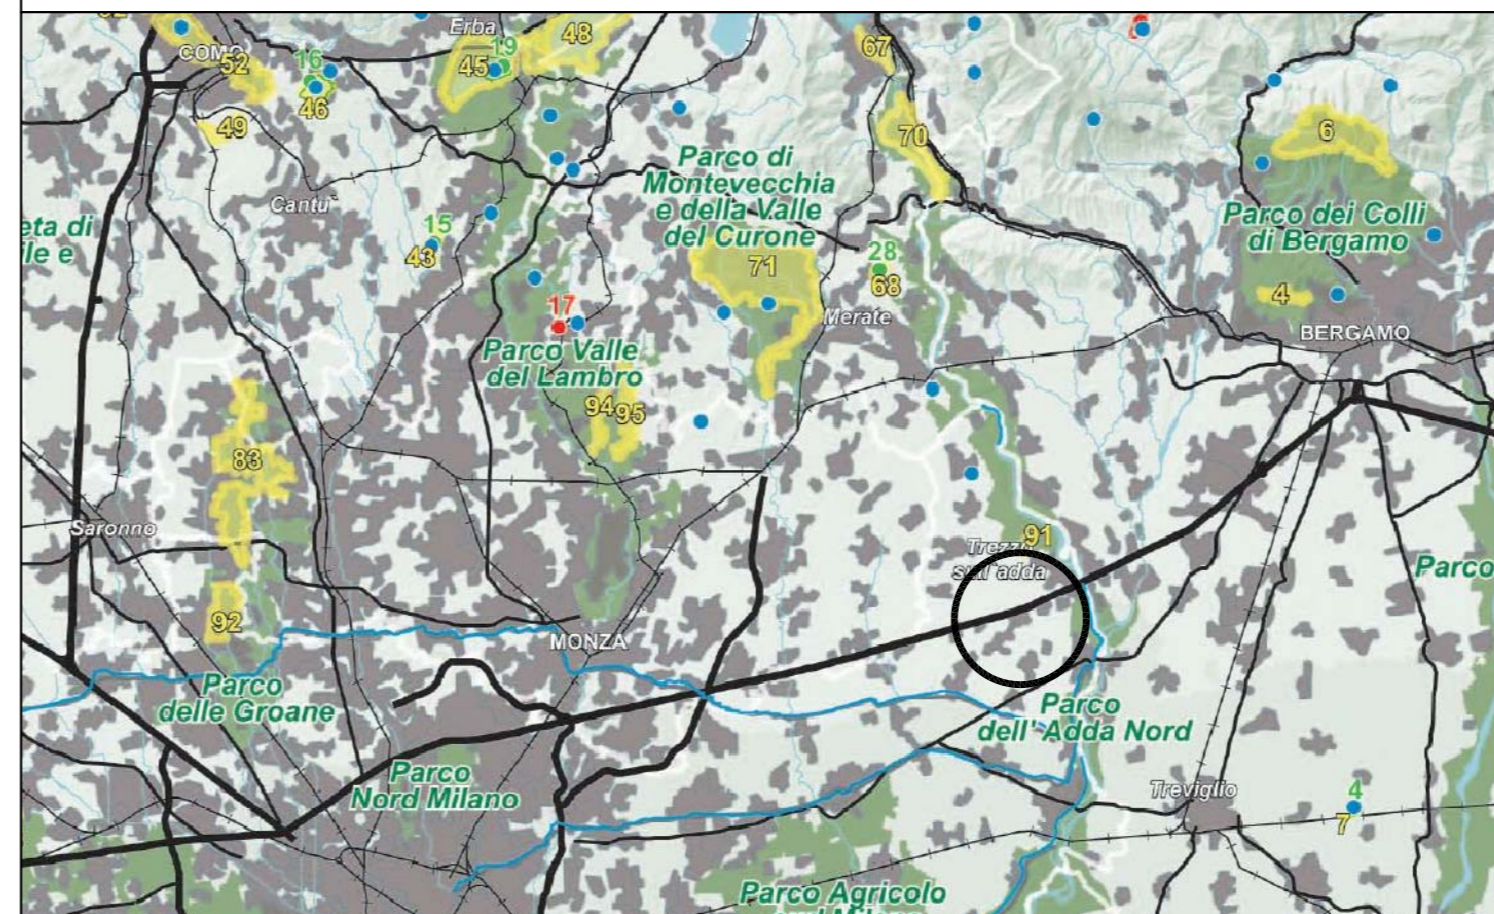 Erba
48
COMO
52
16
19
45
67
46
49
70
6
Parco di
Montevecchia
e della Valle
del Curone
Cantu'
15
43
eta di
le e
28
68
71
Parco dei Colli
di Bergamo
4
17
Merate
BERGAMO
Parco Valle
del Lambro
94
95
83
Saronno
91
Trezzo
sull'adda
Parco
92
MONZA
Parco
delle Groane
Parco
dell' Adda Nord
Parco
Nord Milano
Treviglio
4
7
Parco Agricolo